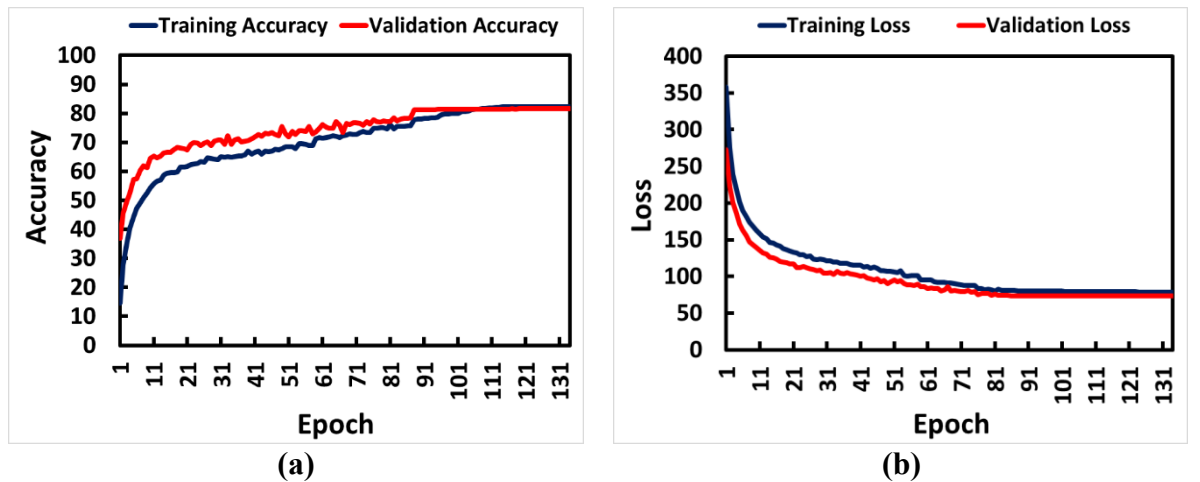 Training Accuracy Validation Accuracy
100
90
80
70
60
50
40
30
20
10
0
Accuracy
1 11 21 31 41 51 61 71 81 91 101 111 121 131
Epoch
(a)
Training Loss Validation Loss
400
350
300
250
200
150
100
50
0
Loss
1 11 21 31 41 51 61 71 81 91 101 111 121 131
Epoch
(b)